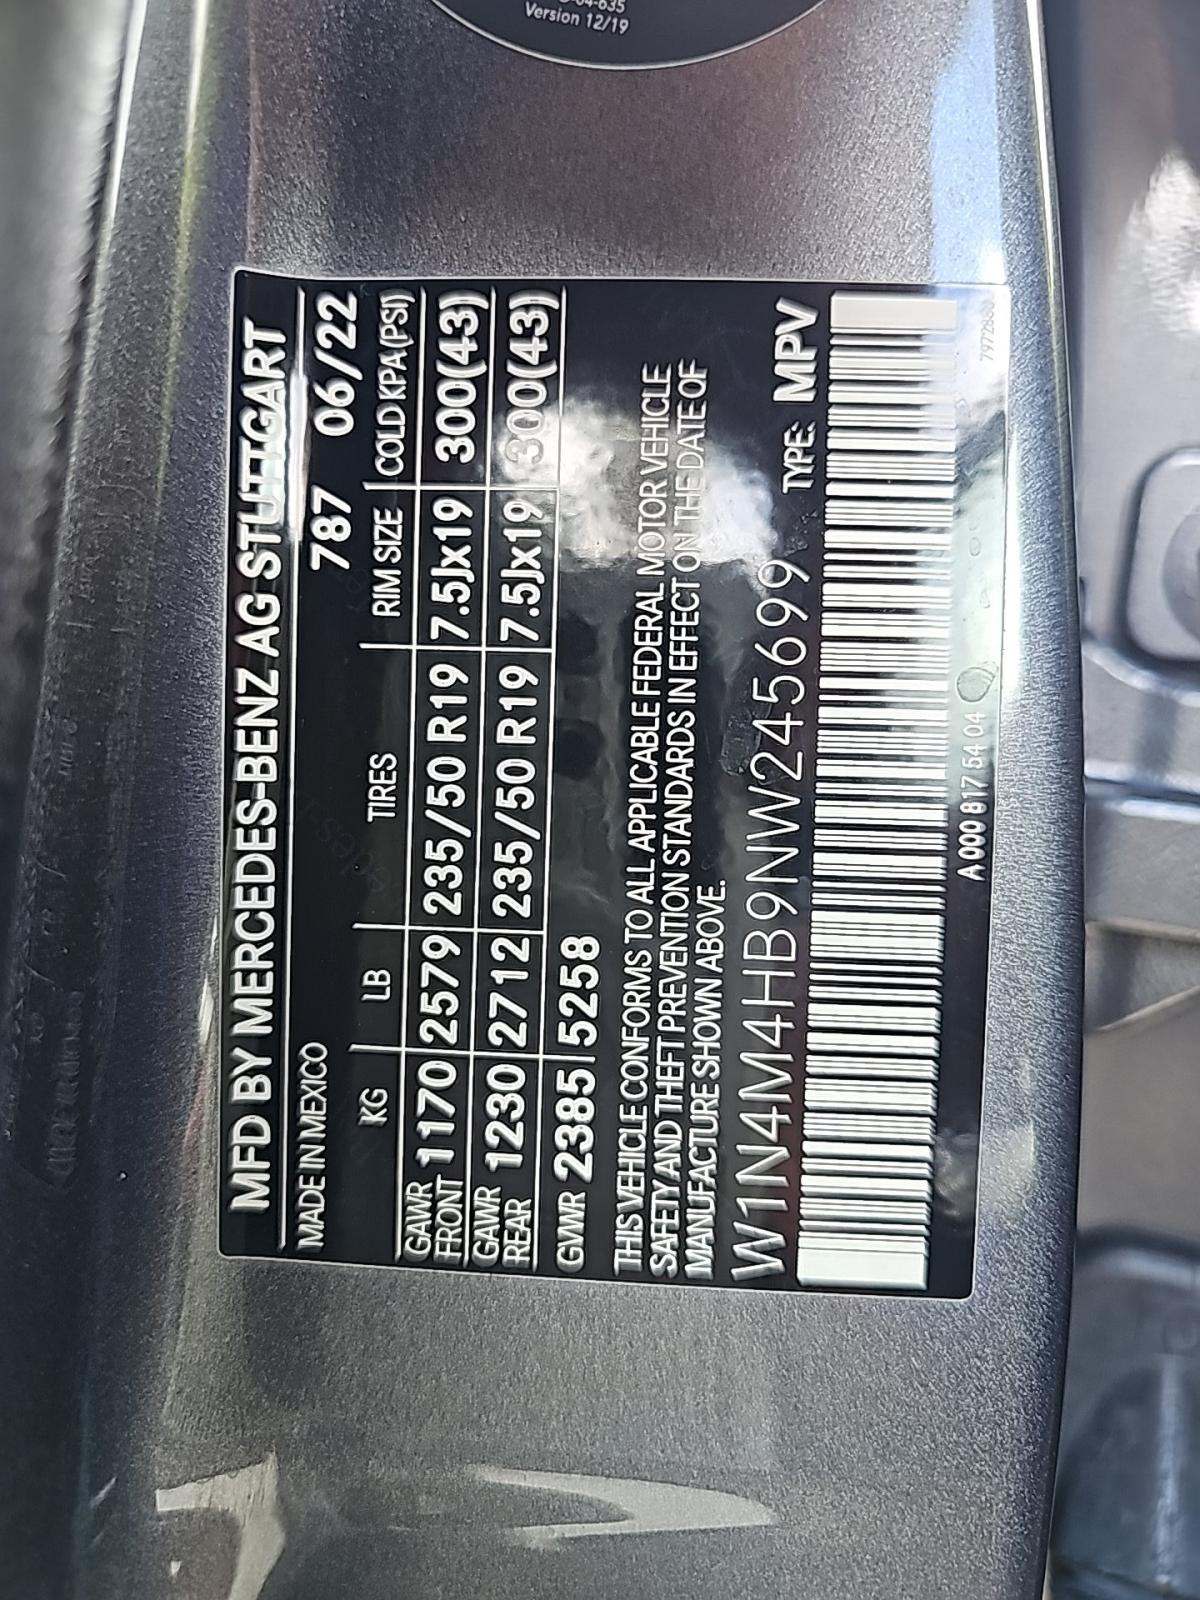 04-635
Version 12/19
MFD BY MERCEDES-BENZ AG STUTTGART
MADE IN MEXICO 787 06/22
KG LB TIRES RIM SIZE COLD KPA(PSI)
GAWR FRONT 1170 2579 235/50 R19 7.5Jx19 300(43)
GAWR REAR 1230 2712 235/50 R19 7.5Jx19 300(43)
GVWR 2385 5258
THIS VEHICLE CONFORMS TO ALL APPLICABLE FEDERAL MOTOR VEHICLE
SAFETY AND THEFT PREVENTION STANDARDS IN EFFECT ON THE DATE OF
MANUFACTURE SHOWN ABOVE.
W1N4M4HB9NW245699 TYPE: MPV
A 000 817 54 04